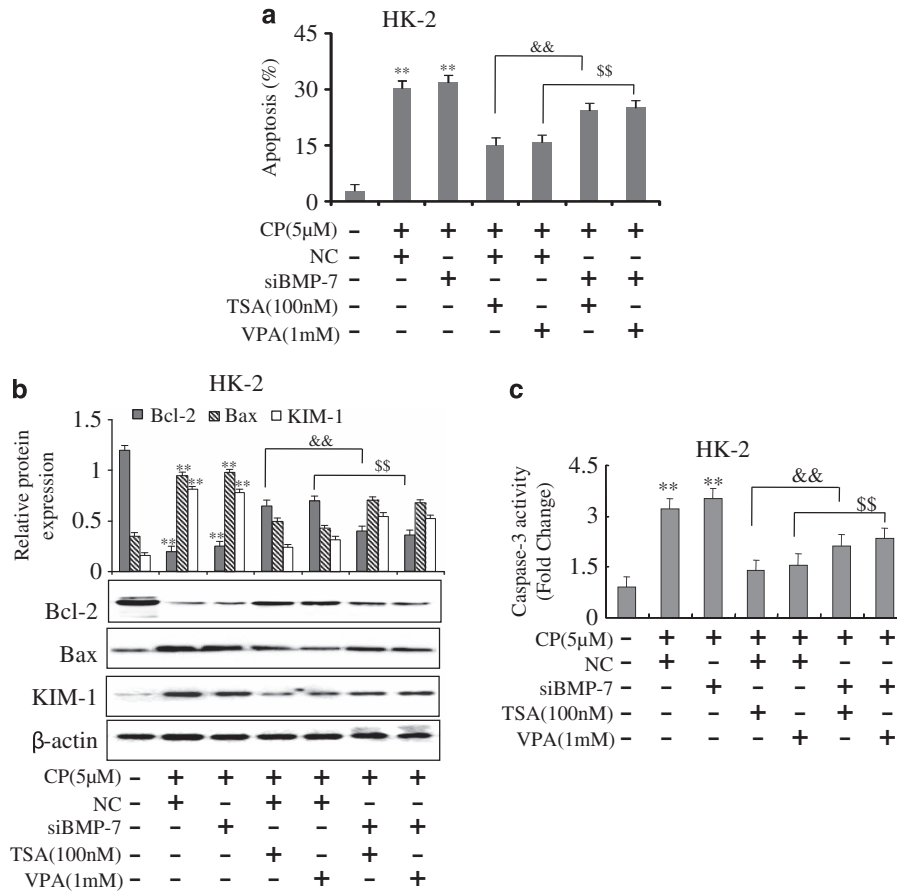 a
HK-2
Apoptosis (%)
45
30
15
0
** ** && $$
CP(5μM) – + + + + + +
NC – + – + + – –
siBMP-7 – – + – – + +
TSA(100nM) – – – + – + –
VPA(1mM) – – – – + – +
b
HK-2
Bcl-2 Bax KIM-1
Relative protein
expression
1.5
1
0.5
0
** ** ** ** ** ** && $$
Bcl-2
Bax
KIM-1
β-actin
CP(5μM) – + + + + + +
NC – + – + + – –
siBMP-7 – – + – – + +
TSA(100nM) – – – + – + –
VPA(1mM) – – – – + – +
c
HK-2
Caspase-3 activity
(Fold Change)
4.5
3
1.5
0
** ** && $$
CP(5μM) – + + + + + +
NC – + – + + – –
siBMP-7 – – + – – + +
TSA(100nM) – – – + – + –
VPA(1mM) – – – – + – +